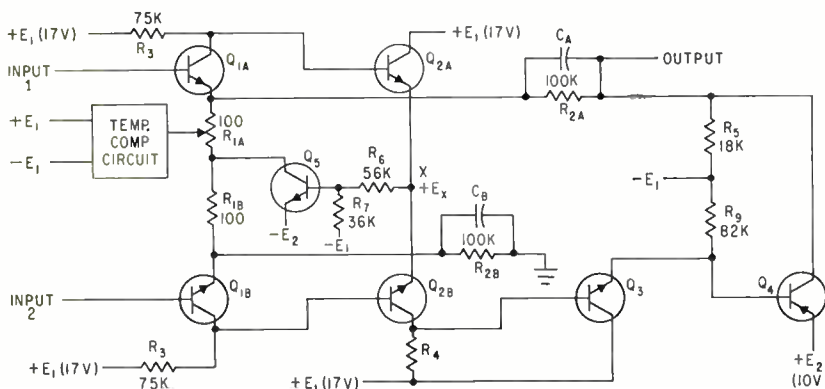 +E₁ (17V)
75K
R₃
Q₁A
INPUT
1
Q₂A
+E₁ (17V)
C_A
100K
R₂A
OUTPUT
+E₁
−E₁
TEMP.
COMP
CIRCUIT
100
R₁A
R₁B
100
Q₅
−E₂
R₆
56K
X
+Eₓ
R₇
36K
−E₁
C_B
100K
R₂B
R₅
18K
−E₁
R₉
82K
INPUT
2
Q₁B
Q₂B
Q₃
Q₄
+E₁ (17V)
R₃
75K
+E₁ (17V)
R₄
+E₂
(10V)